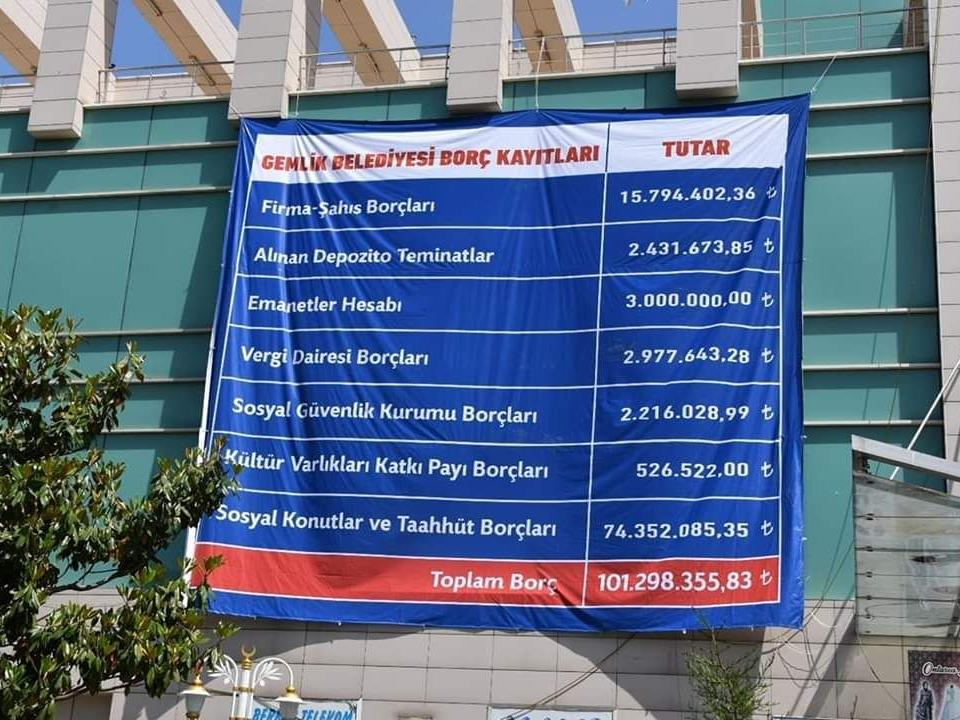 GEMLİK BELEDİYESİ BORÇ KAYITLARI TUTAR
Firma-Şahıs Borçları 15.794.402,36 ₺
Alınan Depozito Teminatlar 2.431.673,85 ₺
Emanetler Hesabı 3.000.000,00 ₺
Vergi Dairesi Borçları 2.977.643,28 ₺
Sosyal Güvenlik Kurumu Borçları 2.216.028,99 ₺
Kültür Varlıkları Katkı Payı Borçları 526.522,00 ₺
Sosyal Konutlar ve Taahhüt Borçları 74.352.085,35 ₺
Toplam Borç 101.298.355,83 ₺
TELEKOM